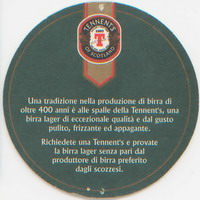 TENNENT'S
T
OF SCOTLAND
Una tradizione nella produzione di birra di
oltre 400 anni è alle spalle della Tennent's, una
birra lager di eccezionale qualità e dal gusto
pulito, frizzante ed appagante.
Richiedete una Tennent's e provate
la birra lager senza pari dal
produttore di birra preferito
dagli scozzesi.